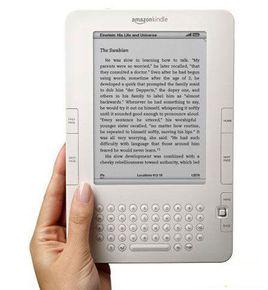 amazonkindle
Einstein: His Life and Universe
The Swabian
He was slow in learning how to talk. "My
parents were so worried," he later recalled, "that
they consulted a doctor." Even after he had begun
using words, sometime after the age of 2, he
developed a quirk that prompted the family maid
to dub him "der Depperte," the dopey one, and
others in his family to label him as "almost
backwards." Whenever he had something to say,
he would try it out on himself, whispering it softly
until it sounded good enough to pronounce aloud.
"Every sentence he uttered," his worshipful
younger sister recalled, "no matter how routine,
he repeated to himself softly, moving his lips." It
was all very worrying, she said. "He had such
difficulty with language that those around him
feared he would never learn."
His slow development was combined with a
cheeky rebelliousness toward authority, which led
HOME
MENU
BACK